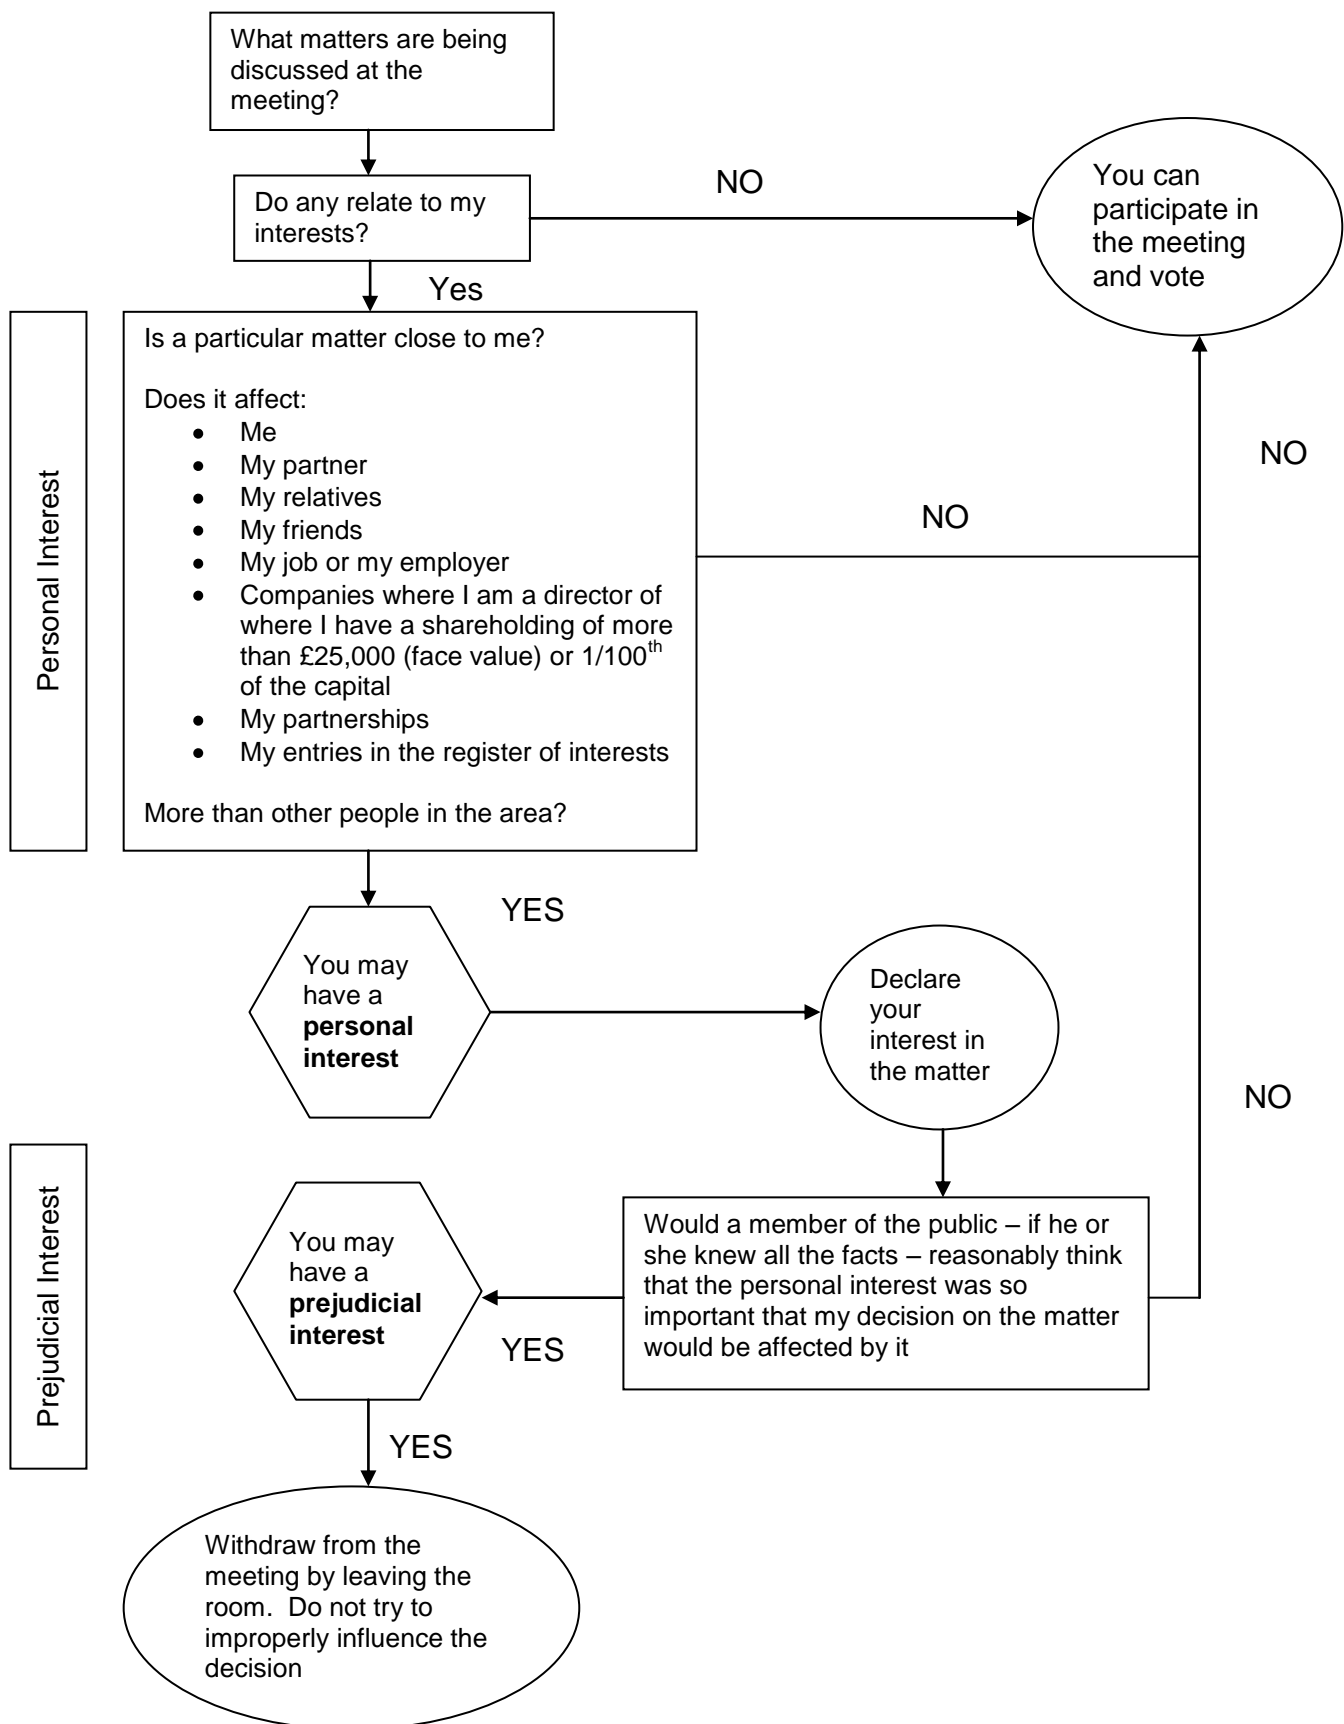 What matters are being
discussed at the
meeting?
Do any relate to my
interests?
NO
You can
participate in
the meeting
and vote
Yes
Personal Interest
Is a particular matter close to me?
Does it affect:
• Me
• My partner
• My relatives
• My friends
• My job or my employer
• Companies where I am a director of
where I have a shareholding of more
than £25,000 (face value) or 1/100th
of the capital
• My partnerships
• My entries in the register of interests
More than other people in the area?
NO
NO
YES
You may
have a
personal
interest
Declare
your
interest in
the matter
NO
Prejudicial Interest
Would a member of the public – if he or
she knew all the facts – reasonably think
that the personal interest was so
important that my decision on the matter
would be affected by it
YES
You may
have a
prejudicial
interest
YES
Withdraw from the
meeting by leaving the
room.  Do not try to
improperly influence the
decision